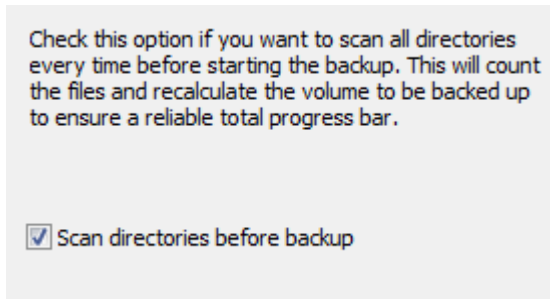 Check this option if you want to scan all directories
every time before starting the backup. This will count
the files and recalculate the volume to be backed up
to ensure a reliable total progress bar.
Scan directories before backup